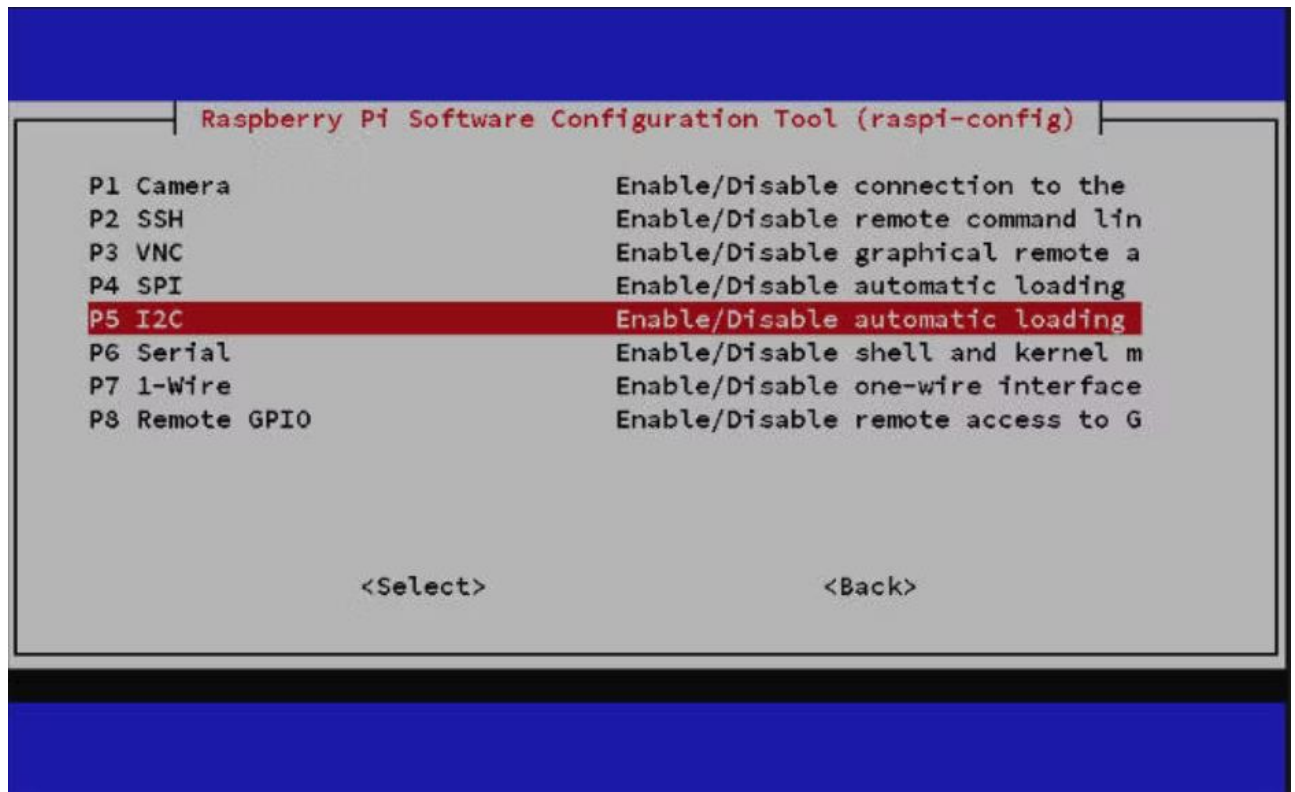 Raspberry Pi Software Configuration Tool (raspi-config)
P1 Camera Enable/Disable connection to the
P2 SSH Enable/Disable remote command lin
P3 VNC Enable/Disable graphical remote a
P4 SPI Enable/Disable automatic loading
P5 I2C Enable/Disable automatic loading
P6 Serial Enable/Disable shell and kernel m
P7 1-Wire Enable/Disable one-wire interface
P8 Remote GPIO Enable/Disable remote access to G
<Select> <Back>